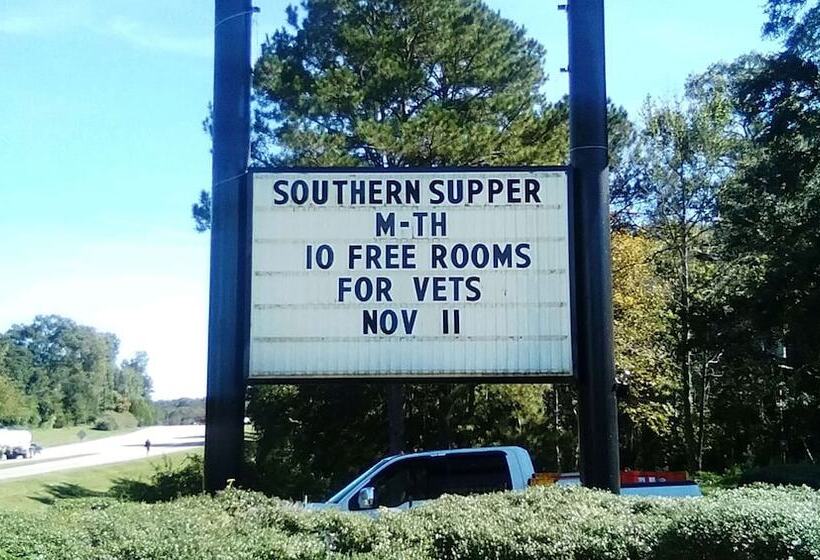 SOUTHERN SUPPER
M-TH
10 FREE ROOMS
FOR VETS
NOV 11